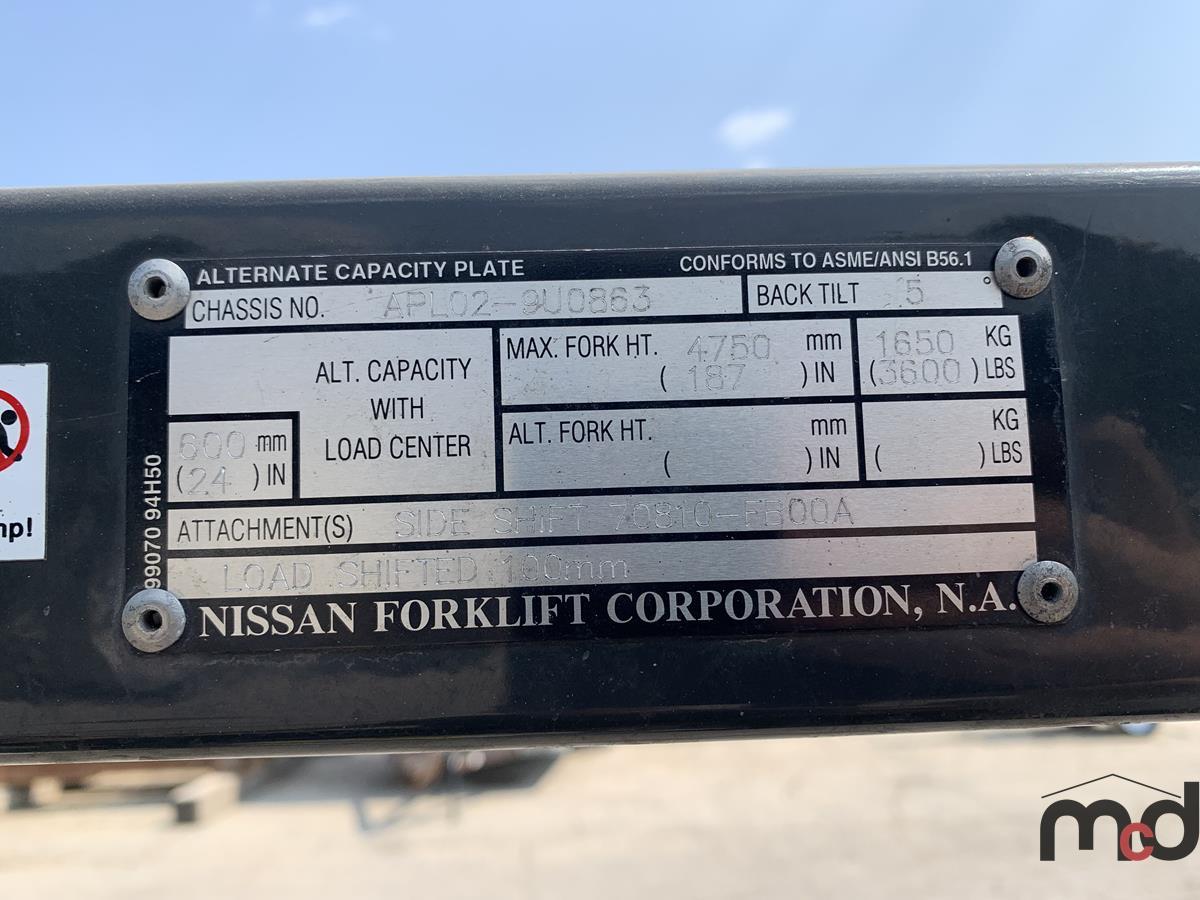 ALTERNATE CAPACITY PLATE CONFORMS TO ASME/ANSI B56.1
CHASSIS NO. APL02-9U0863 BACK TILT 5 °
ALT. CAPACITY WITH LOAD CENTER
600 mm
(24) IN
MAX. FORK HT. 4750 mm
(187) IN
1650 KG
(3600) LBS
ALT. FORK HT. mm
( ) IN
KG
( ) LBS
ATTACHMENT(S) SIDE SHIFT 70810-FB00A
LOAD SHIFTED 100mm
NISSAN FORKLIFT CORPORATION, N.A.
99070 94H50
mp!
mcd